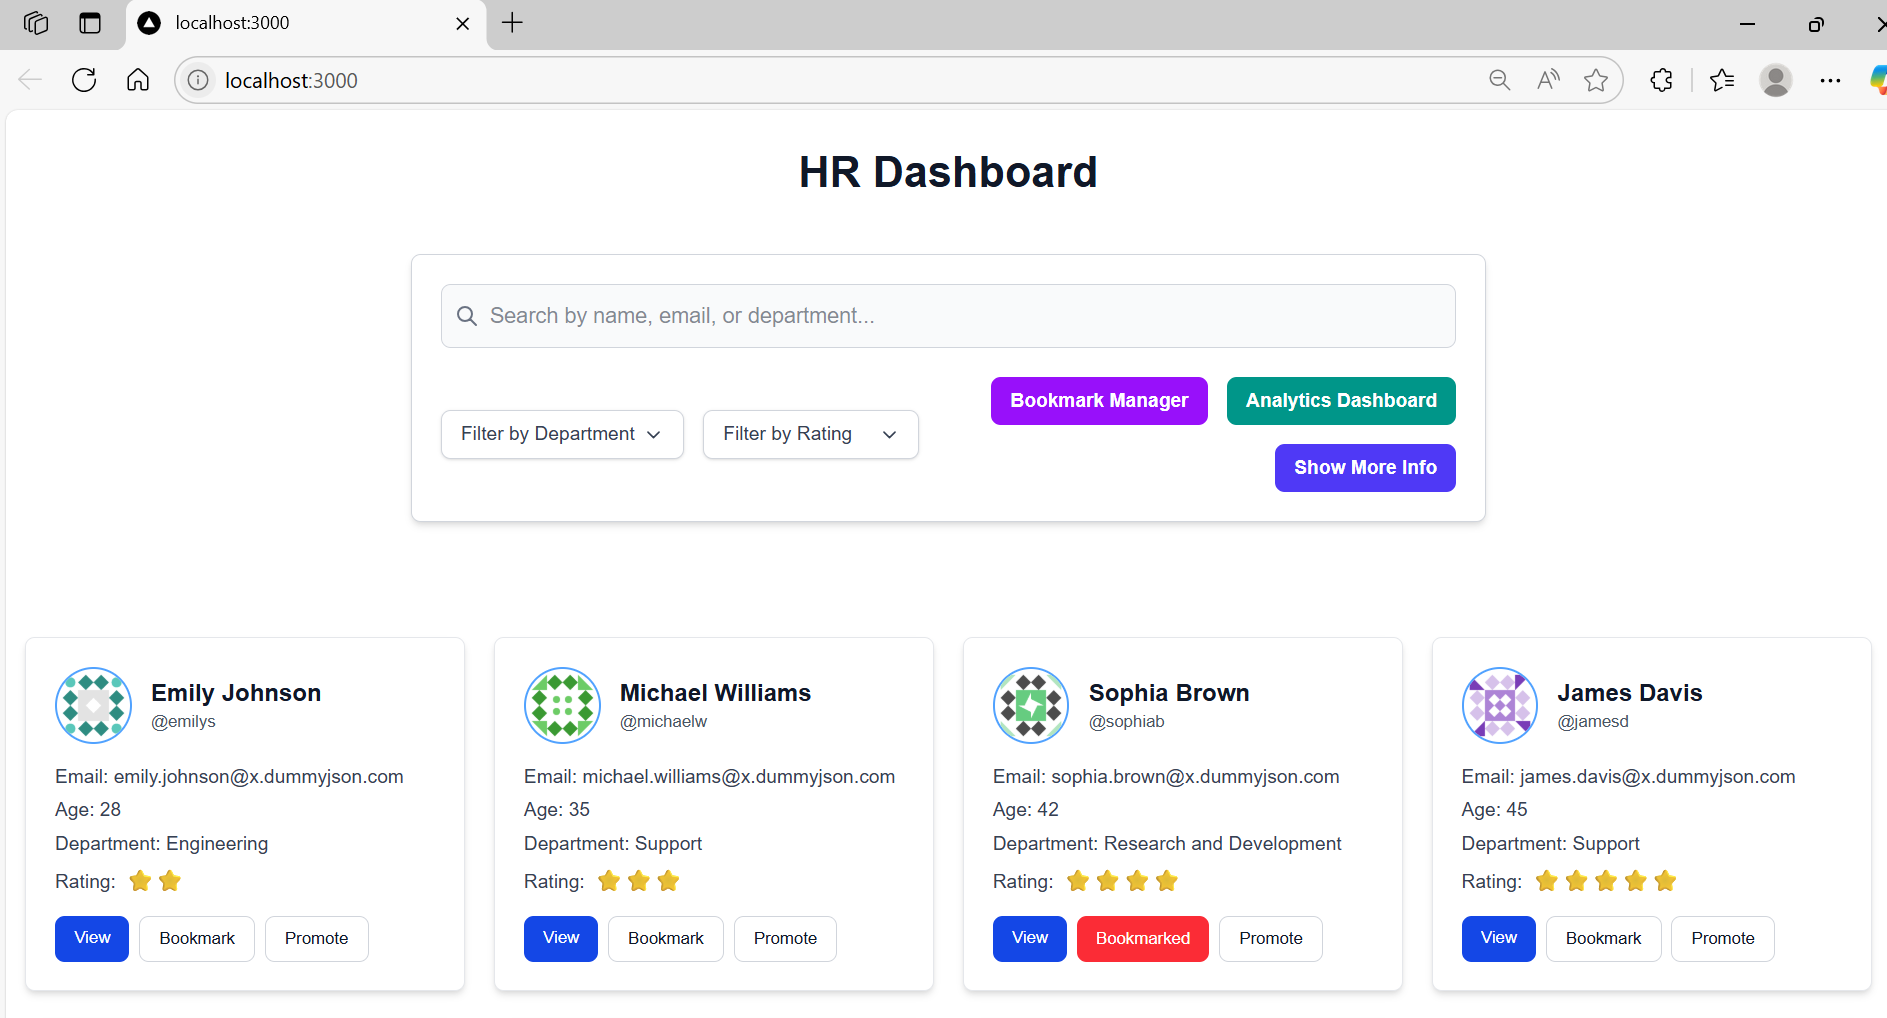 localhost:3000
localhost:3000
HR Dashboard
Search by name, email, or department...
Bookmark Manager
Analytics Dashboard
Filter by Department
Filter by Rating
Show More Info
Emily Johnson
@emilys
Email: emily.johnson@x.dummyjson.com
Age: 28
Department: Engineering
Rating:
View
Bookmark
Promote
Michael Williams
@michaelw
Email: michael.williams@x.dummyjson.com
Age: 35
Department: Support
Rating:
View
Bookmark
Promote
Sophia Brown
@sophiab
Email: sophia.brown@x.dummyjson.com
Age: 42
Department: Research and Development
Rating:
View
Bookmarked
Promote
James Davis
@jamesd
Email: james.davis@x.dummyjson.com
Age: 45
Department: Support
Rating:
View
Bookmark
Promote